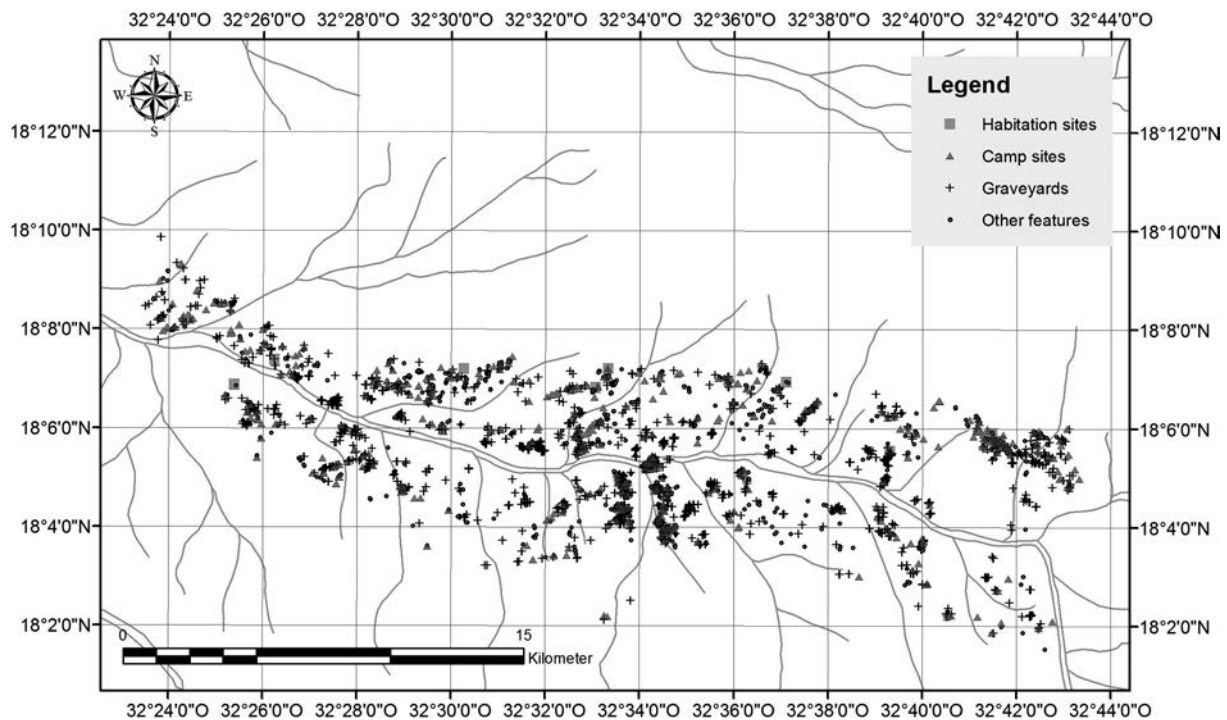 32°24'0"O 32°26'0"O 32°28'0"O 32°30'0"O 32°32'0"O 32°34'0"O 32°36'0"O 32°38'0"O 32°40'0"O 32°42'0"O 32°44'0"O
N
W E
S
Legend
Habitation sites
Camp sites
Graveyards
Other features
18°12'0"N 18°12'0"N
18°10'0"N 18°10'0"N
18°8'0"N 18°8'0"N
18°6'0"N 18°6'0"N
18°4'0"N 18°4'0"N
18°2'0"N 18°2'0"N
0 15
Kilometer
32°24'0"O 32°26'0"O 32°28'0"O 32°30'0"O 32°32'0"O 32°34'0"O 32°36'0"O 32°38'0"O 32°40'0"O 32°42'0"O 32°44'0"O